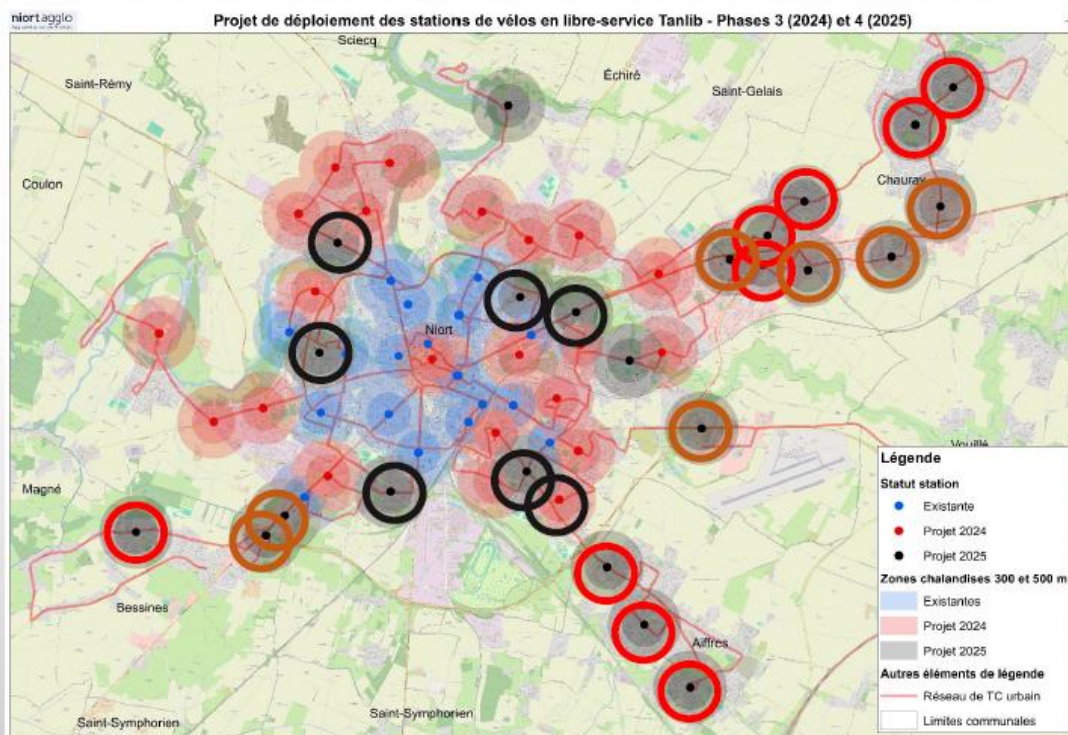 niortagglo
Projet de déploiement des stations de vélos en libre-service Tanlib - Phases 3 (2024) et 4 (2025)
Sciecq
Saint-Rémy
Échiré
Saint-Gelais
Coulon
Chauray
Niort
Vouillé
Magné
Bessines
Aiffres
Saint-Symphorien
Saint-Symphorien
Légende
Statut station
Existante
Projet 2024
Projet 2025
Zones chalandises 300 et 500 m
Existantes
Projet 2024
Projet 2025
Autres éléments de légende
Réseau de TC urbain
Limites communales